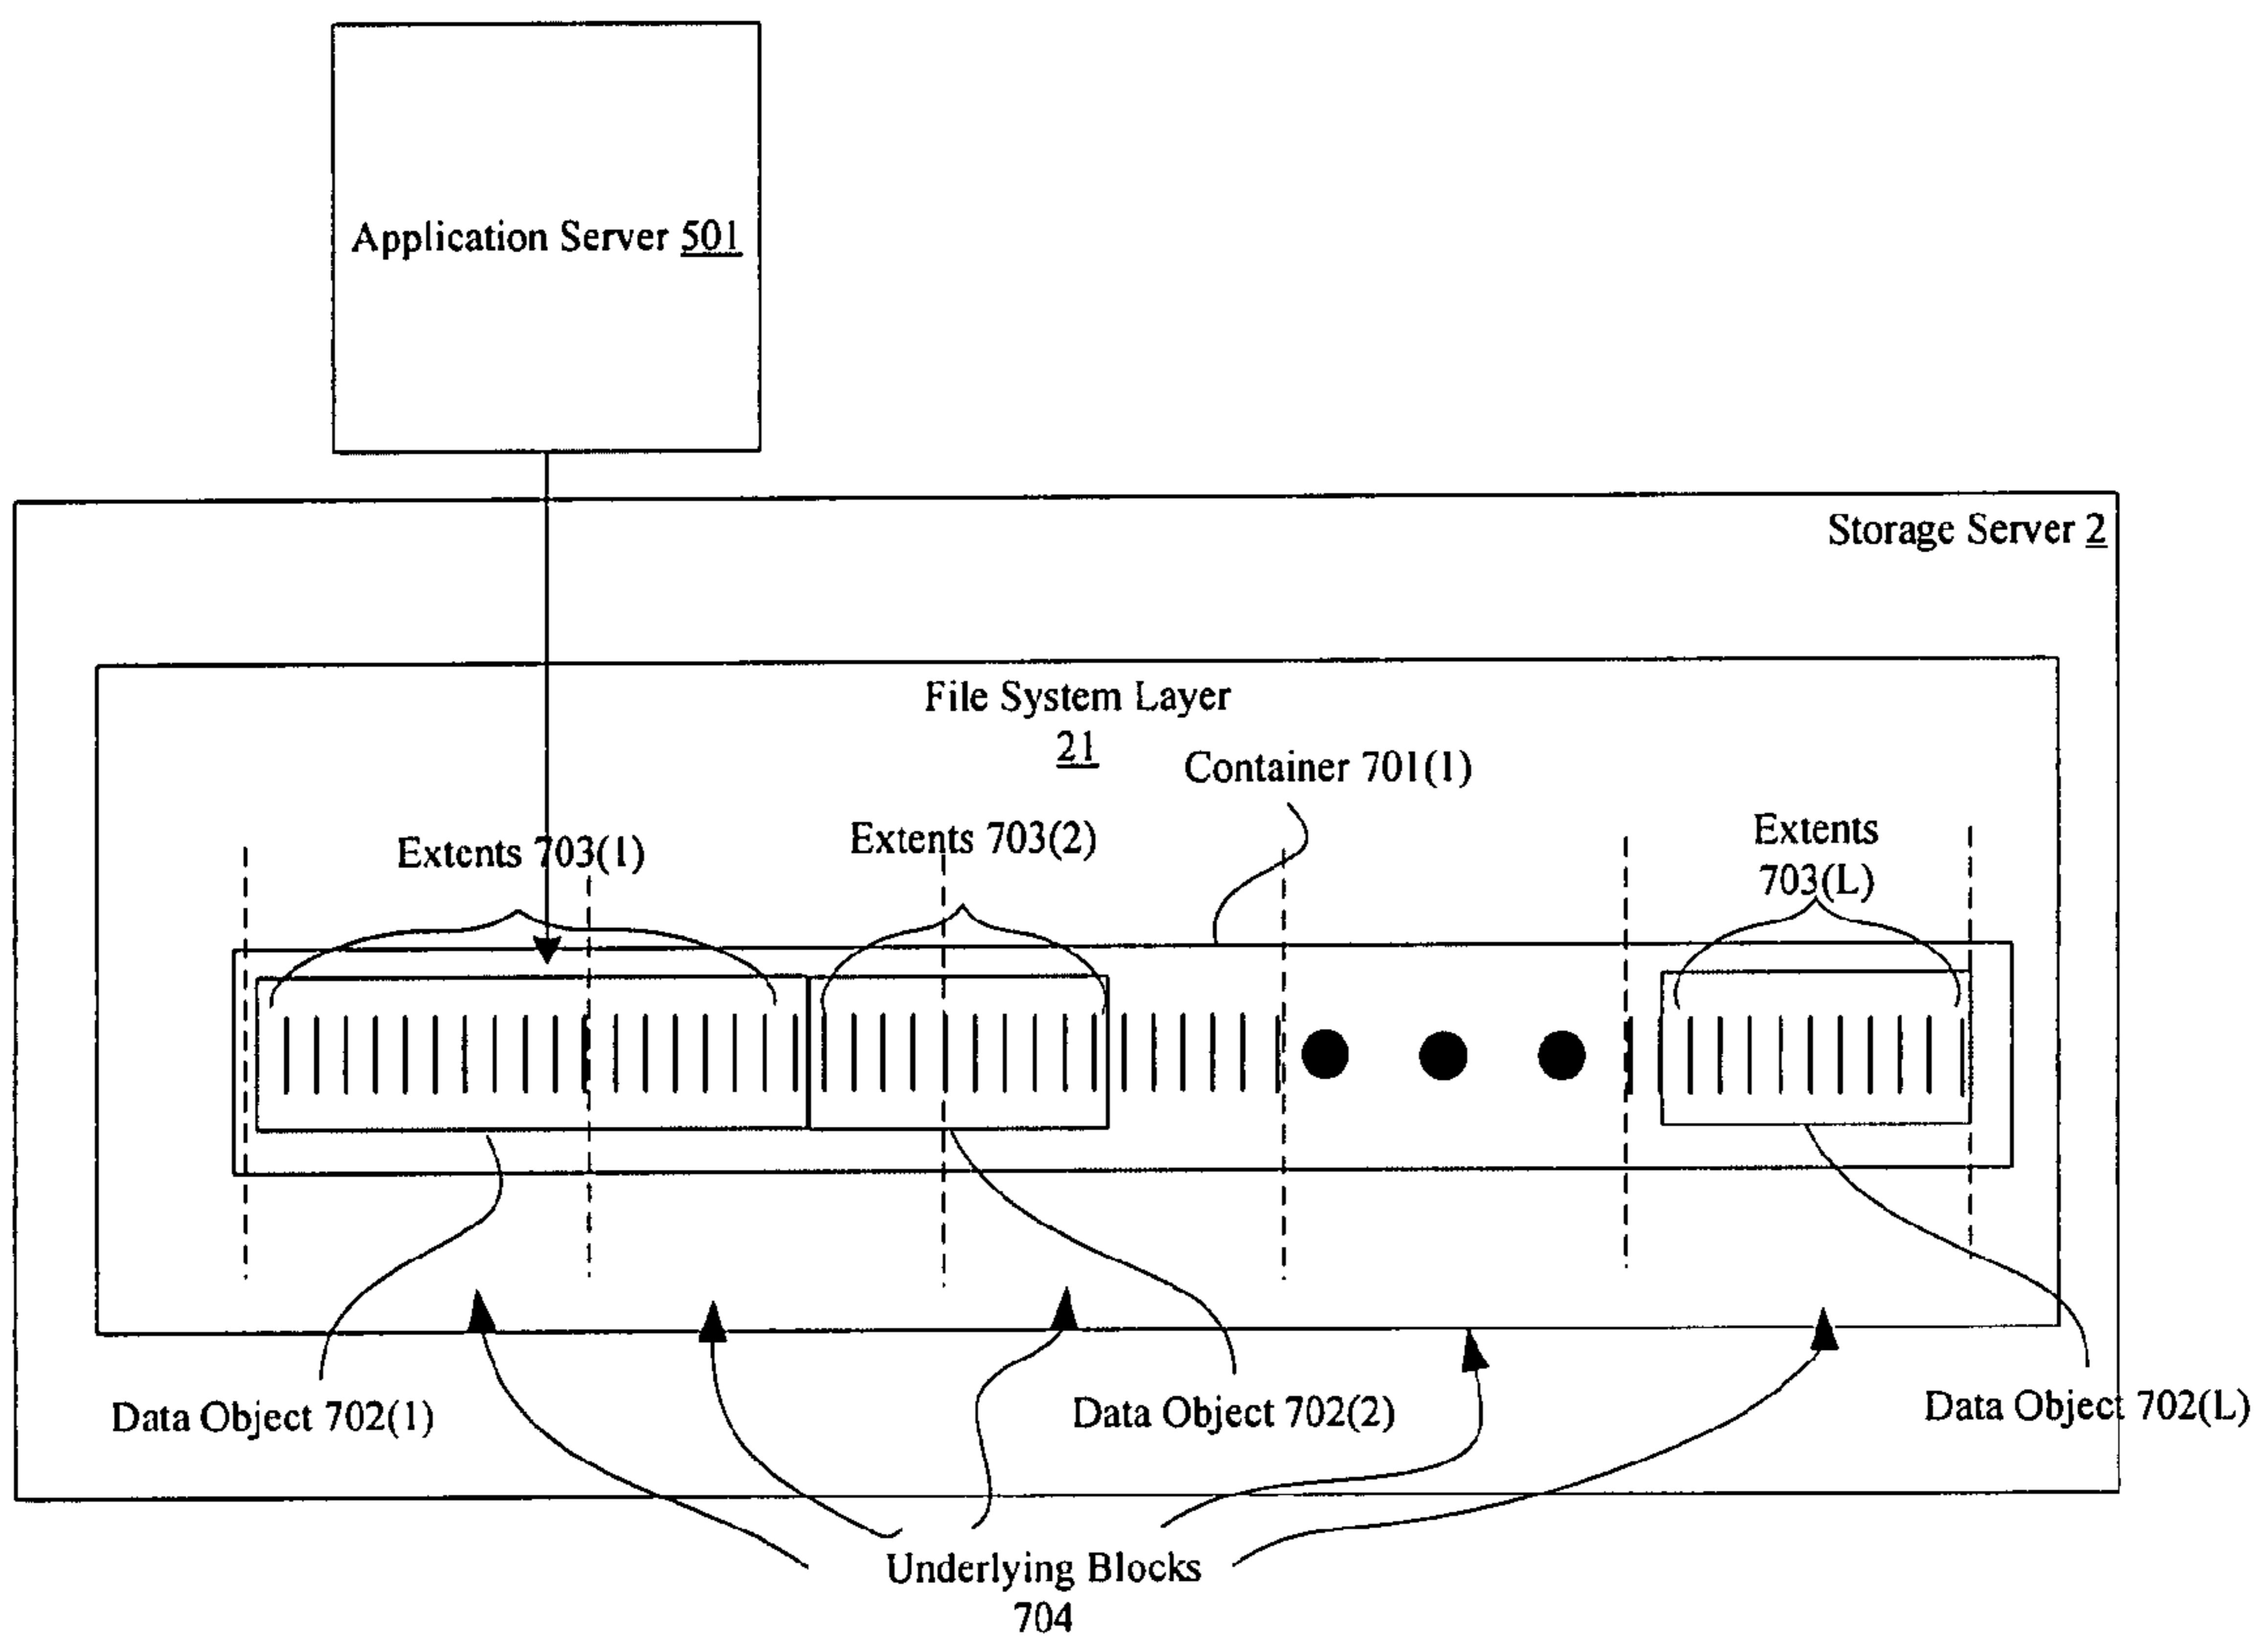 Application Server 501
Storage Server 2
File System Layer
21
Container 701(1)
Extents 703(1)
Extents 703(2)
Extents
703(L)
Data Object 702(1)
Data Object 702(2)
Data Object 702(L)
Underlying Blocks
704